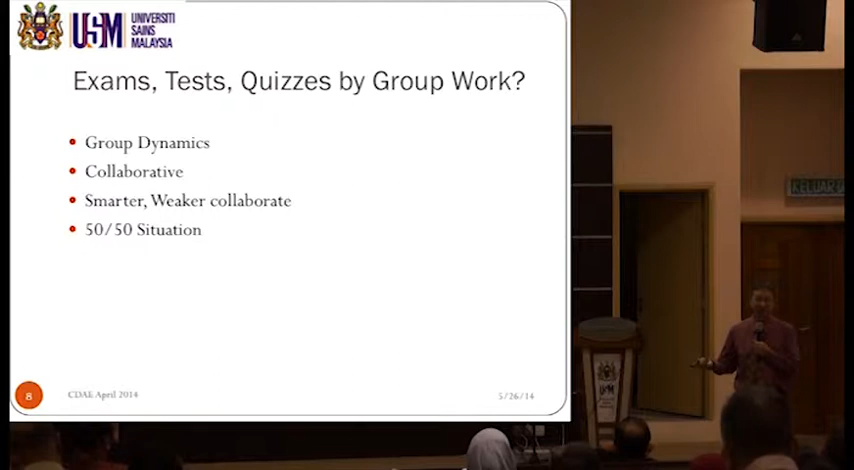 USM
UNIVERSITI
SAINS
MALAYSIA
Exams, Tests, Quizzes by Group Work?
• Group Dynamics
• Collaborative
• Smarter, Weaker collaborate
• 50/50 Situation
8
CDAE April 2014
5/26/14
KELUAR
USM